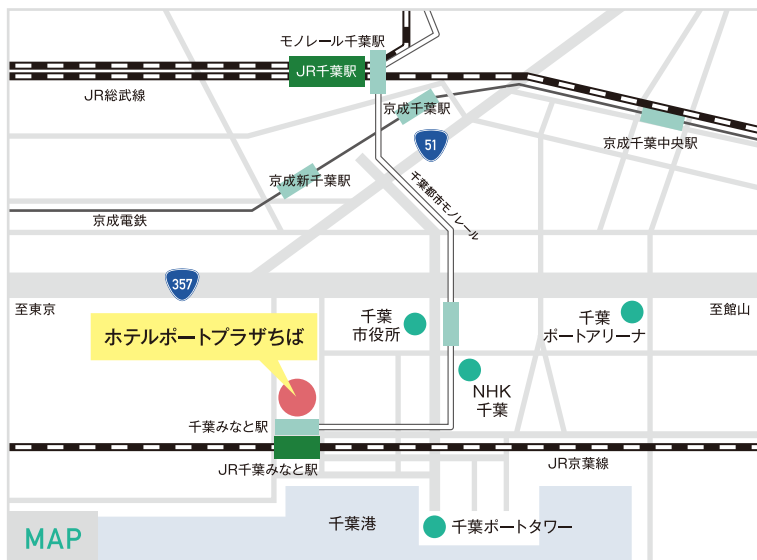 モノレール千葉駅
JR千葉駅
JR総武線
京成千葉駅
51
京成千葉中央駅
京成新千葉駅
千葉都市モノレール
京成電鉄
357
至東京
千葉
市役所
千葉
ポートアリーナ
至館山
ホテルポートプラザちば
NHK
千葉
千葉みなと駅
JR千葉みなと駅
JR京葉線
千葉港
千葉ポートタワー
MAP